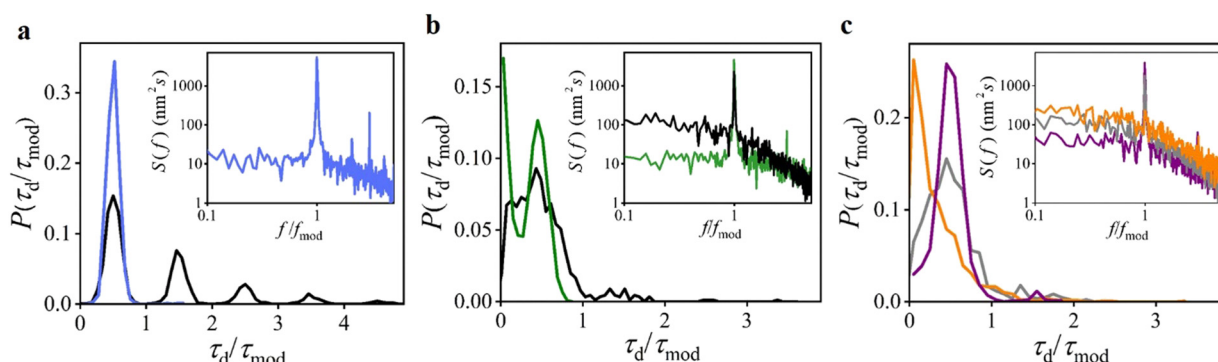 a
P(τd/τmod)
0.3
0.2
0.1
0.0
0 1 2 3 4
τd/τmod
S(f) (nm² s)
1000
100
10
1
0.1 1
f/fmod
b
P(τd/τmod)
0.15
0.10
0.05
0.00
0 1 2 3
τd/τmod
S(f) (nm² s)
1000
100
10
1
0.1 1
f/fmod
c
P(τd/τmod)
0.2
0.1
0.0
0 1 2 3
τd/τmod
S(f) (nm² s)
1000
100
10
1
0.1 1
f/fmod